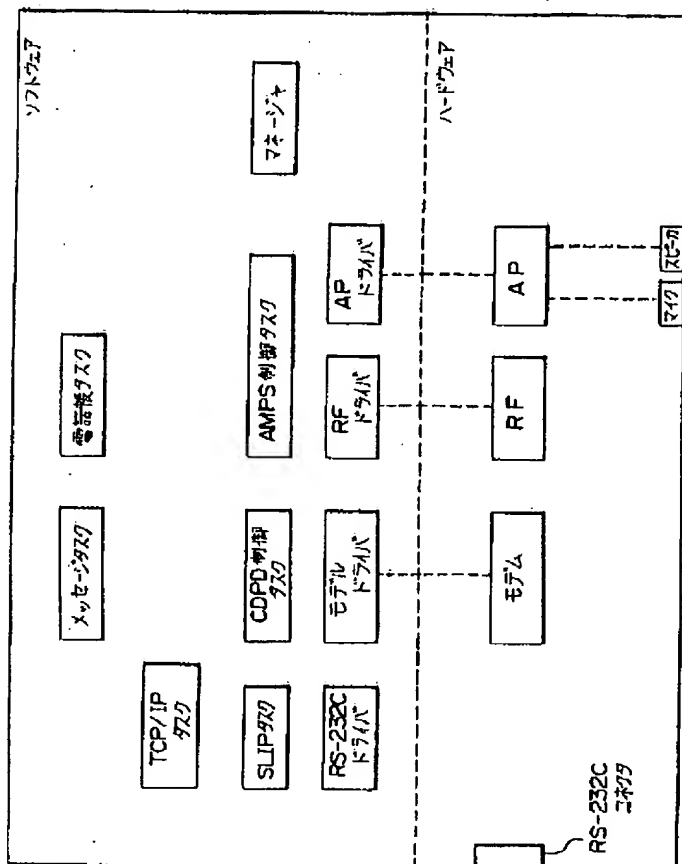 ソフトウェア
メッセージタスク
電話機タスク
TCP/IP
タスク
SLIPタスク
CDPD制御
タスク
AMPS制御タスク
マネージャ
RS-232C
ドライバ
モデル
ドライバ
RF
ドライバ
AP
ドライバ
ハードウェア
モデム
RF
AP
RS-232C
コネクタ
マイク
スピーカ